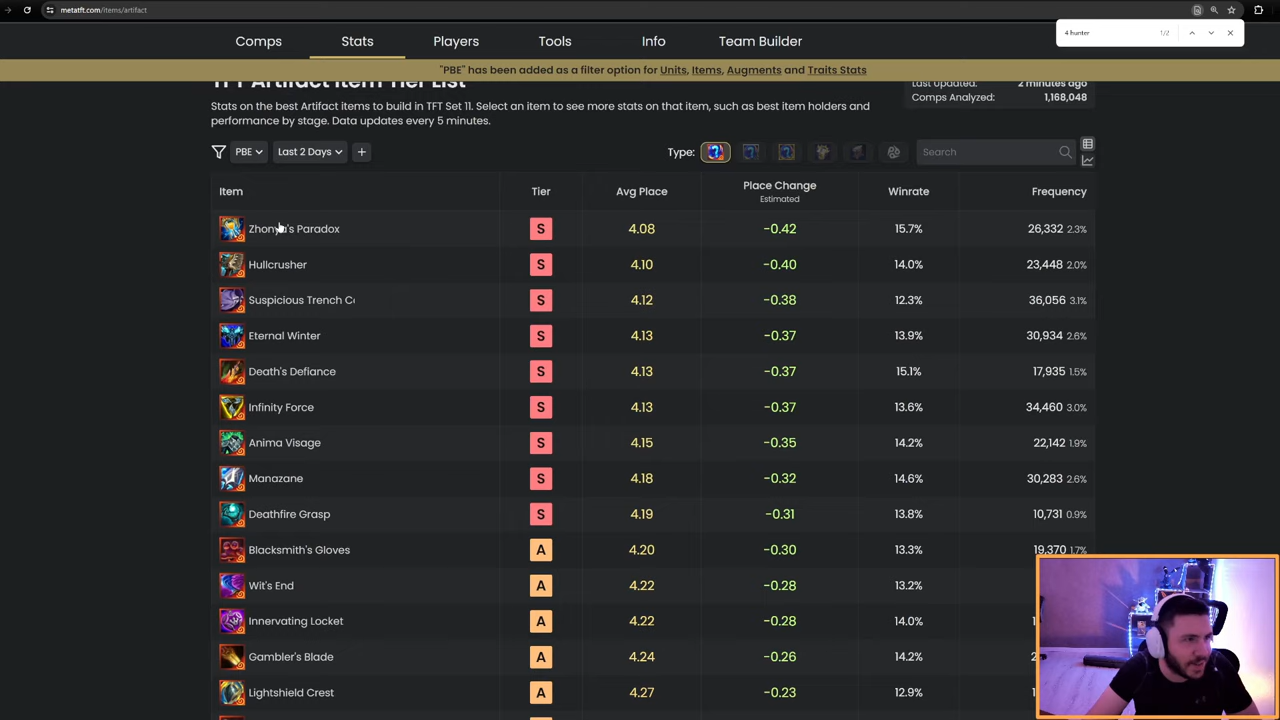 metatft.com/items/artifact
4 hunter
1/2
Comps
Stats
Players
Tools
Info
Team Builder
"PBE" has been added as a filter option for Units, Items, Augments and Traits Stats
TFT Artifact Item Tier List
Last Updated: 2 minutes ago
Stats on the best Artifact items to build in TFT Set 11. Select an item to see more stats on that item, such as best item holders and
Comps Analyzed: 1,168,048
performance by stage. Data updates every 5 minutes.
PBE
Last 2 Days
+
Type:
Search
Item
Tier
Avg Place
Place Change
Estimated
Winrate
Frequency
Zhonya's Paradox S 4.08 -0.42 15.7% 26,332 2.3%
Hullcrusher S 4.10 -0.40 14.0% 23,448 2.0%
Suspicious Trench Co S 4.12 -0.38 12.3% 36,056 3.1%
Eternal Winter S 4.13 -0.37 13.9% 30,934 2.6%
Death's Defiance S 4.13 -0.37 15.1% 17,935 1.5%
Infinity Force S 4.13 -0.37 13.6% 34,460 3.0%
Anima Visage S 4.15 -0.35 14.2% 22,142 1.9%
Manazane S 4.18 -0.32 14.6% 30,283 2.6%
Deathfire Grasp S 4.19 -0.31 13.8% 10,731 0.9%
Blacksmith's Gloves A 4.20 -0.30 13.3% 19,370 1.7%
Wit's End A 4.22 -0.28 13.2%
Innervating Locket A 4.22 -0.28 14.0%
Gambler's Blade A 4.24 -0.26 14.2%
Lightshield Crest A 4.27 -0.23 12.9%